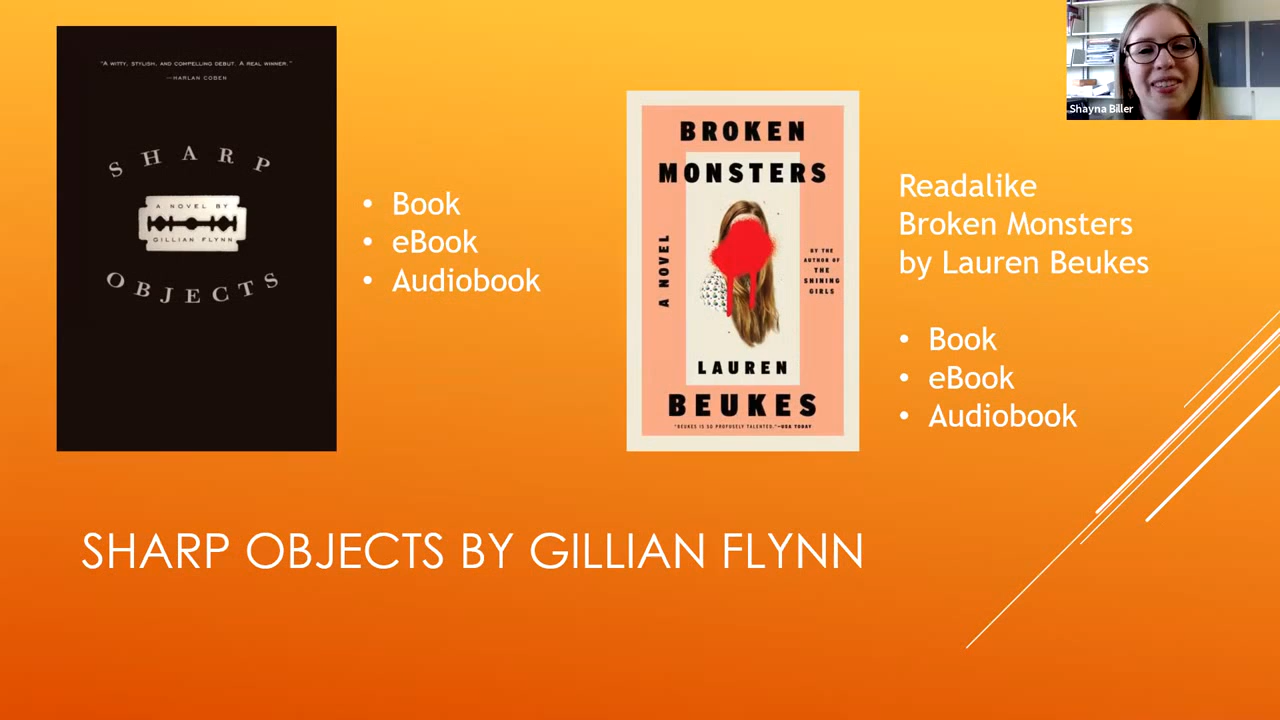 "A WITTY, STYLISH, AND COMPELLING DEBUT. A REAL WINNER."
—HARLAN COBEN
SHARP
A NOVEL BY
GILLIAN FLYNN
OBJECTS
• Book
• eBook
• Audiobook
BROKEN
MONSTERS
A NOVEL
BY THE
AUTHOR OF
THE
SHINING
GIRLS
LAUREN
BEUKES
"BEUKES IS SO PROFUSELY TALENTED."—USA TODAY
Shayna Biller
Readalike
Broken Monsters
by Lauren Beukes
• Book
• eBook
• Audiobook
SHARP OBJECTS BY GILLIAN FLYNN